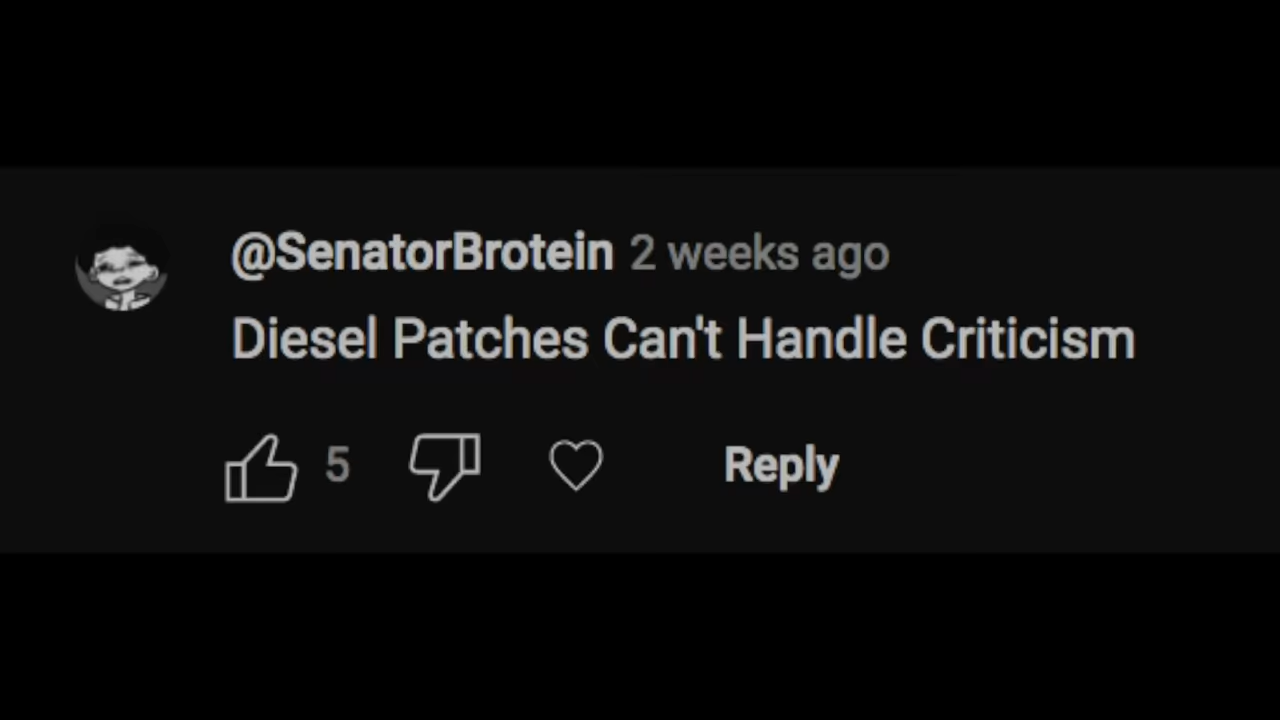 @SenatorBrotein 2 weeks ago
Diesel Patches Can't Handle Criticism
5 Reply